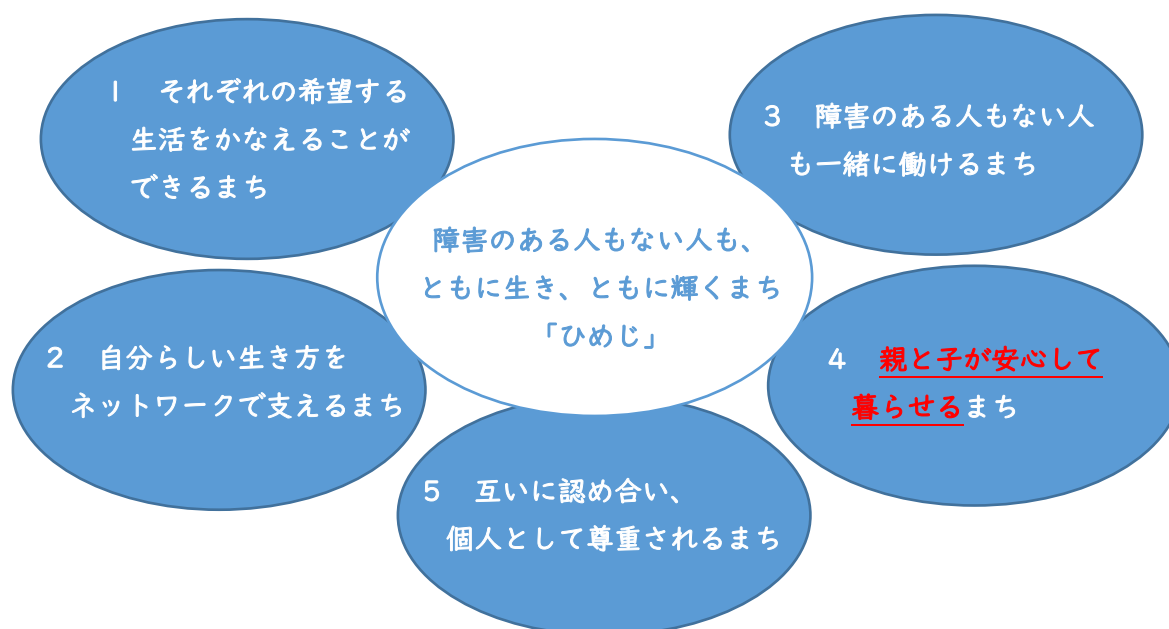 1　それぞれの希望する
生活をかなえることが
できるまち
2　自分らしい生き方を
ネットワークで支えるまち
3　障害のある人もない人
も一緒に働けるまち
4　親と子が安心して
暮らせるまち
5　互いに認め合い、
個人として尊重されるまち
障害のある人もない人も、
ともに生き、ともに輝くまち
「ひめじ」